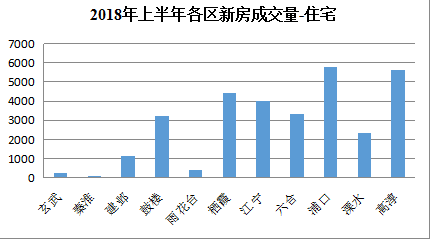 2018年上半年各区新房成交量-住宅
7000
6000
5000
4000
3000
2000
1000
0
玄武
秦淮
建邺
鼓楼
雨花台
栖霞
江宁
六合
浦口
溧水
高淳